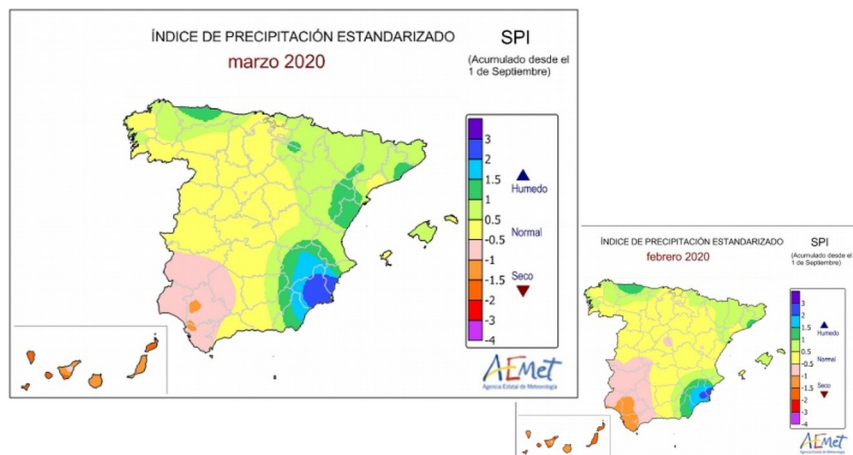 ÍNDICE DE PRECIPITACIÓN ESTANDARIZADO
marzo 2020
SPI
(Acumulado desde el
1 de Septiembre)
3
2
1.5
1
0.5
-0.5
-1
-1.5
-2
-3
-4
Humedo
Normal
Seco
AEmet
Agencia Estatal de Meteorología
ÍNDICE DE PRECIPITACIÓN ESTANDARIZADO
febrero 2020
SPI
(Acumulado desde el
1 de Septiembre)
3
2
1.5
1
0.5
-0.5
-1
-1.5
-2
-3
-4
Humedo
Normal
Seco
AEmet
Agencia Estatal de Meteorología